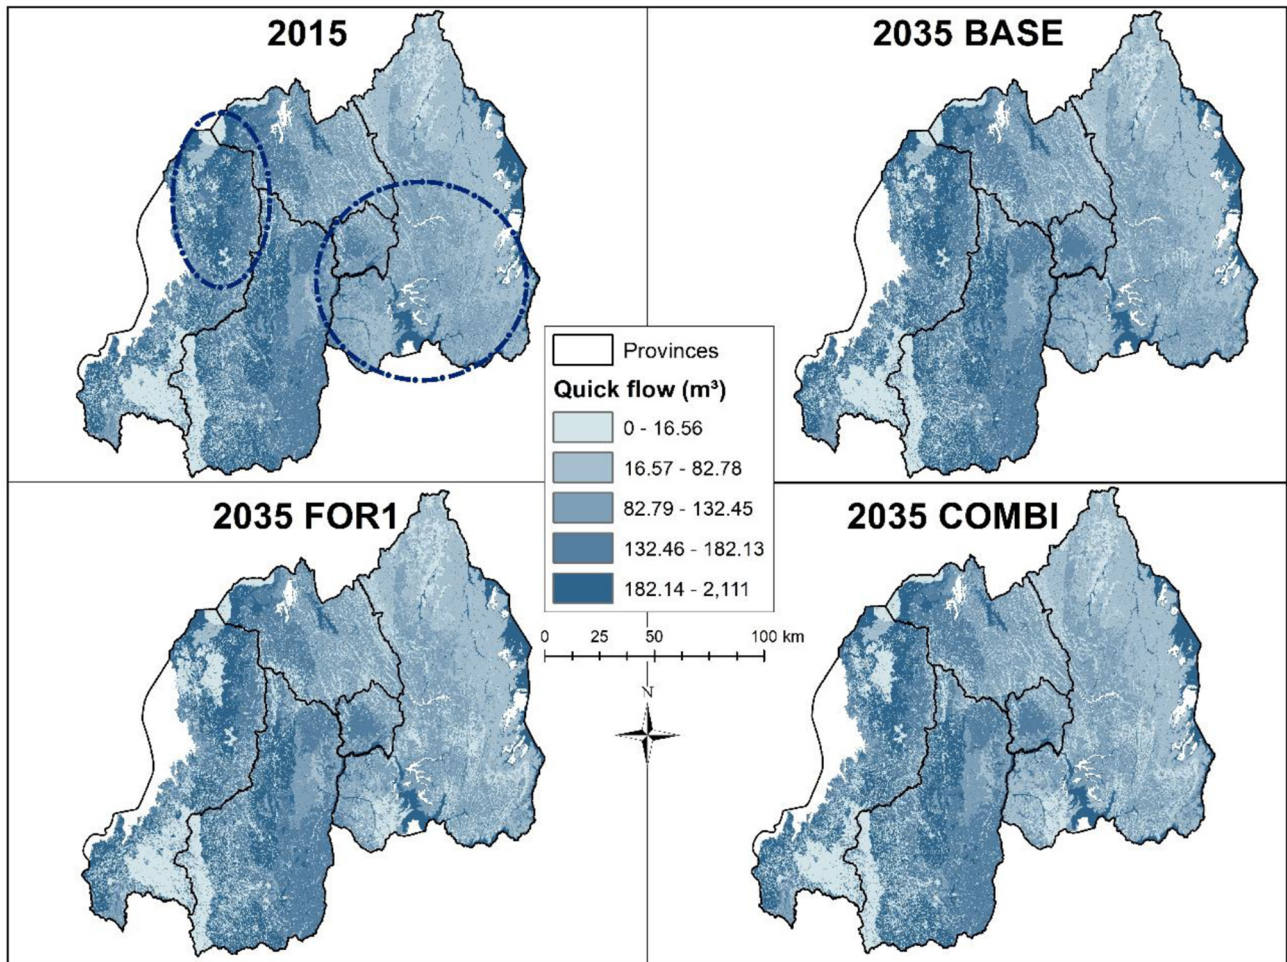 2015
2035 BASE
Provinces
Quick flow (m³)
0 - 16.56
16.57 - 82.78
82.79 - 132.45
132.46 - 182.13
182.14 - 2,111
2035 FOR1
2035 COMBI
0 25 50 100 km
N